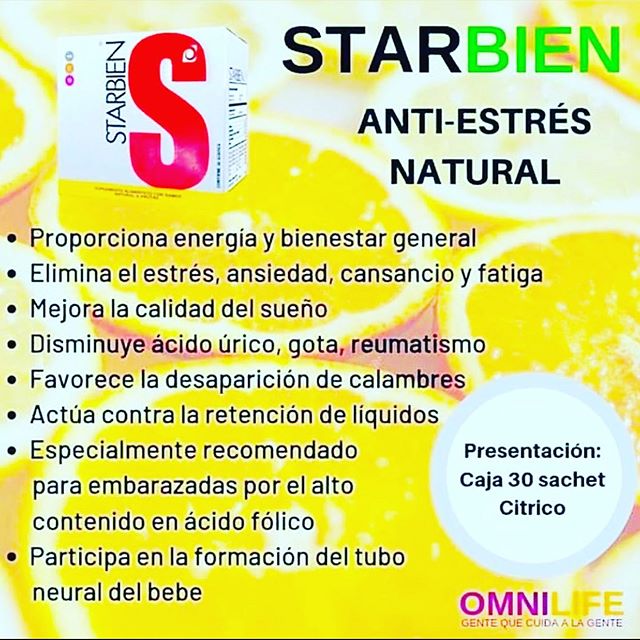 STARBIEN
ANTI-ESTRÉS
NATURAL
STARBIEN
S
• Proporciona energía y bienestar general
• Elimina el estrés, ansiedad, cansancio y fatiga
• Mejora la calidad del sueño
• Disminuye ácido úrico, gota, reumatismo
• Favorece la desaparición de calambres
• Actúa contra la retención de líquidos
• Especialmente recomendado
para embarazadas por el alto
contenido en ácido fólico
• Participa en la formación del tubo
neural del bebe
Presentación:
Caja 30 sachet
Citrico
OMNILIFE
GENTE QUE CUIDA A LA GENTE